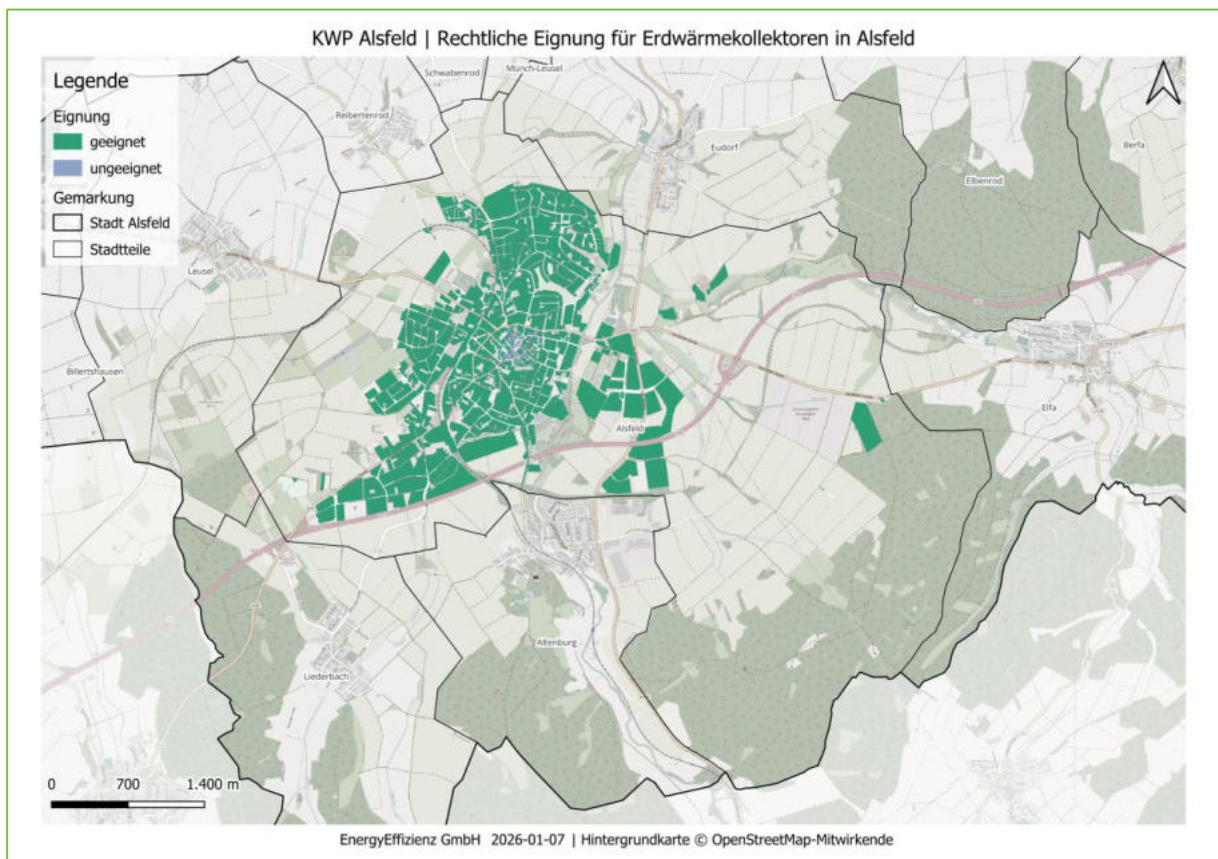 KWP Alsfeld | Rechtliche Eignung für Erdwärmekollektoren in Alsfeld
Legende
Eignung
geeignet
ungeeignet
Gemarkung
Stadt Alsfeld
Stadtteile
Schwabenrod
Münch-Leusel
Reibertenrod
Eudorf
Berfa
Elbenrod
Leusel
Billertshausen
Elfa
Alsfeld
Altenburg
Liederbach
0 700 1.400 m
EnergyEffizienz GmbH 2026-01-07 | Hintergrundkarte © OpenStreetMap-Mitwirkende